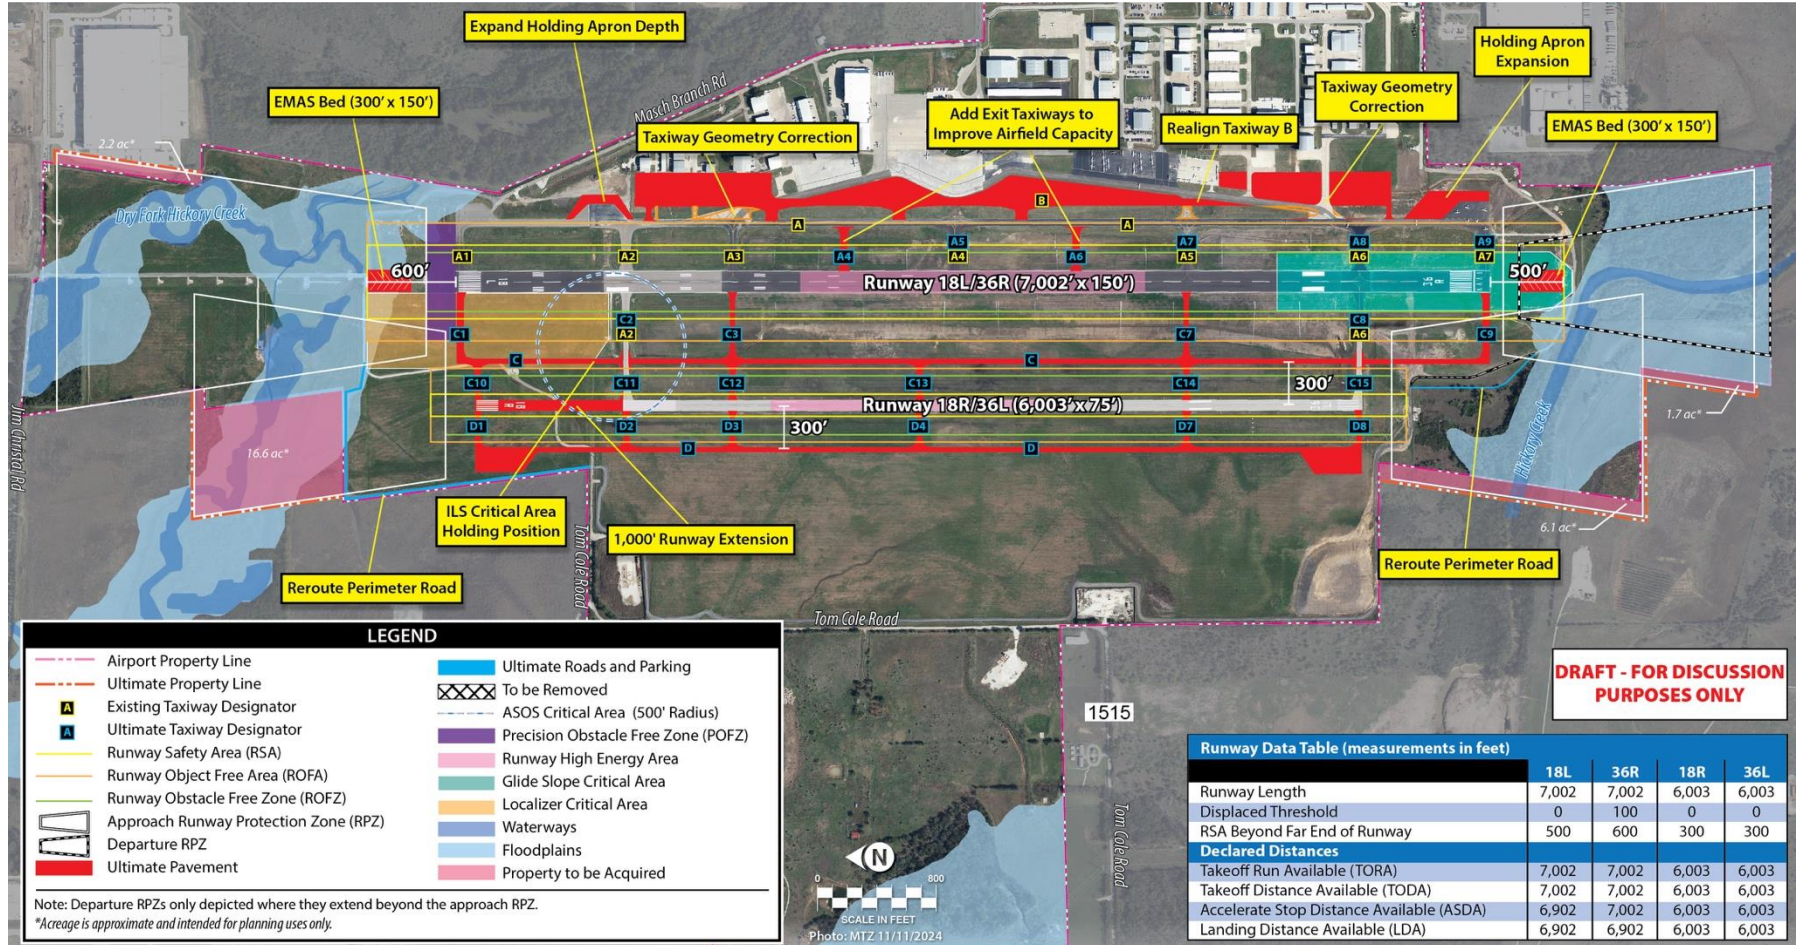 Expand Holding Apron Depth
Holding Apron
Expansion
EMAS Bed (300' x 150')
Masch Branch Rd
Taxiway Geometry Correction
Add Exit Taxiways to
Improve Airfield Capacity
Realign Taxiway B
Taxiway Geometry
Correction
EMAS Bed (300' x 150')
2.2 ac*
Dry Fork Hickory Creek
B
A
A
A5
A7
A8
A9
A1
A2
A3
A4
A4
A6
A5
A6
A7
600'
Runway 18L/36R (7,002' x 150')
500'
C2
C8
C1
A2
C3
C7
A6
C9
C
C
C10
C11
C12
C13
C14
300'
C15
Runway 18R/36L (6,003' x 75')
D1
D2
D3
300'
D4
D7
D8
D
D
1.7 ac*
Hickory Creek
Jim Christal Rd
16.6 ac*
6.1 ac*
ILS Critical Area
Holding Position
1,000' Runway Extension
Tom Cole Road
Reroute Perimeter Road
Reroute Perimeter Road
Tom Cole Road
LEGEND
Airport Property Line
Ultimate Property Line
A Existing Taxiway Designator
A Ultimate Taxiway Designator
Runway Safety Area (RSA)
Runway Object Free Area (ROFA)
Runway Obstacle Free Zone (ROFZ)
Approach Runway Protection Zone (RPZ)
Departure RPZ
Ultimate Pavement
Ultimate Roads and Parking
To be Removed
ASOS Critical Area (500' Radius)
Precision Obstacle Free Zone (POFZ)
Runway High Energy Area
Glide Slope Critical Area
Localizer Critical Area
Waterways
Floodplains
Property to be Acquired
Note: Departure RPZs only depicted where they extend beyond the approach RPZ.
*Acreage is approximate and intended for planning uses only.
1515
Tom Cole Road
N
0 800
SCALE IN FEET
Photo: MTZ 11/11/2024
DRAFT - FOR DISCUSSION
PURPOSES ONLY
Runway Data Table (measurements in feet)
18L 36R 18R 36L
Runway Length 7,002 7,002 6,003 6,003
Displaced Threshold 0 100 0 0
RSA Beyond Far End of Runway 500 600 300 300
Declared Distances
Takeoff Run Available (TORA) 7,002 7,002 6,003 6,003
Takeoff Distance Available (TODA) 7,002 7,002 6,003 6,003
Accelerate Stop Distance Available (ASDA) 6,902 7,002 6,003 6,003
Landing Distance Available (LDA) 6,902 6,902 6,003 6,003